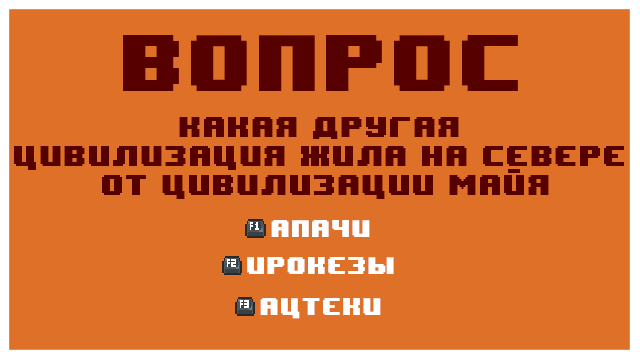 ВОПРОС
КАКАЯ ДРУГАЯ
ЦИВИЛИЗАЦИЯ ЖИЛА НА СЕВЕРЕ
ОТ ЦИВИЛИЗАЦИИ МАЙЯ
F1 АПАЧИ
F2 ИРОКЕЗЫ
F3 АЦТЕКИ